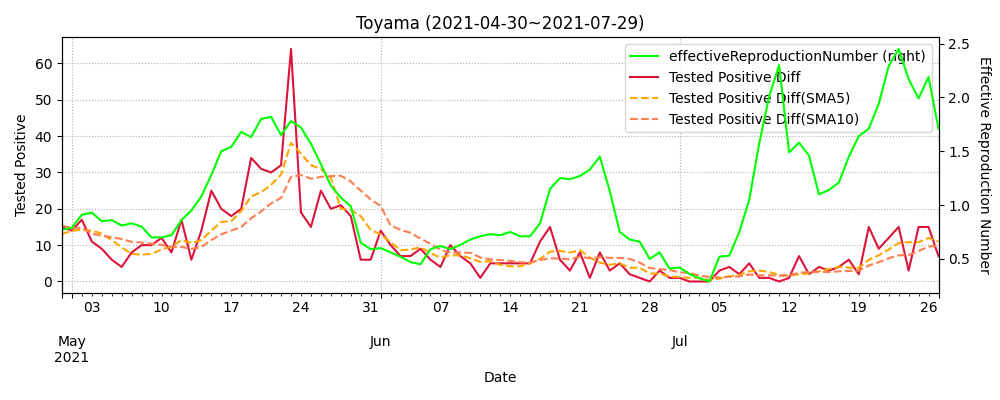 Toyama (2021-04-30~2021-07-29)
effectiveReproductionNumber (right)
Tested Positive Diff
Tested Positive Diff(SMA5)
Tested Positive Diff(SMA10)
Tested Positive
60
50
40
30
20
10
0
2.5
2.0
1.5
1.0
0.5
Effective Reproduction Number
03 10 17 24 31 07 14 21 28 05 12 19 26
May Jun Jul
2021
Date